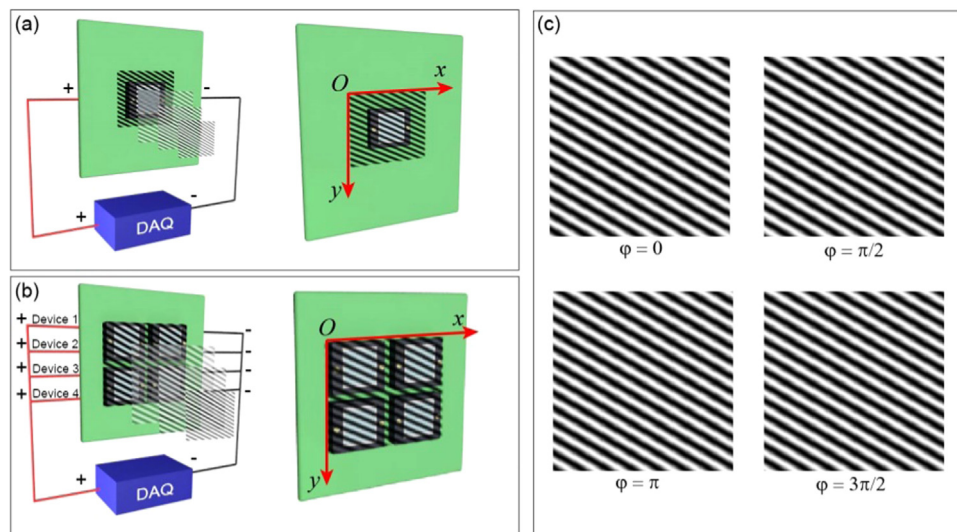 (a)
+
-
+
-
DAQ
O
x
y
(b)
+ Device 1
-
+ Device 2
-
+ Device 3
-
+ Device 4
-
+
-
DAQ
O
x
y
(c)
φ = 0
φ = π/2
φ = π
φ = 3π/2